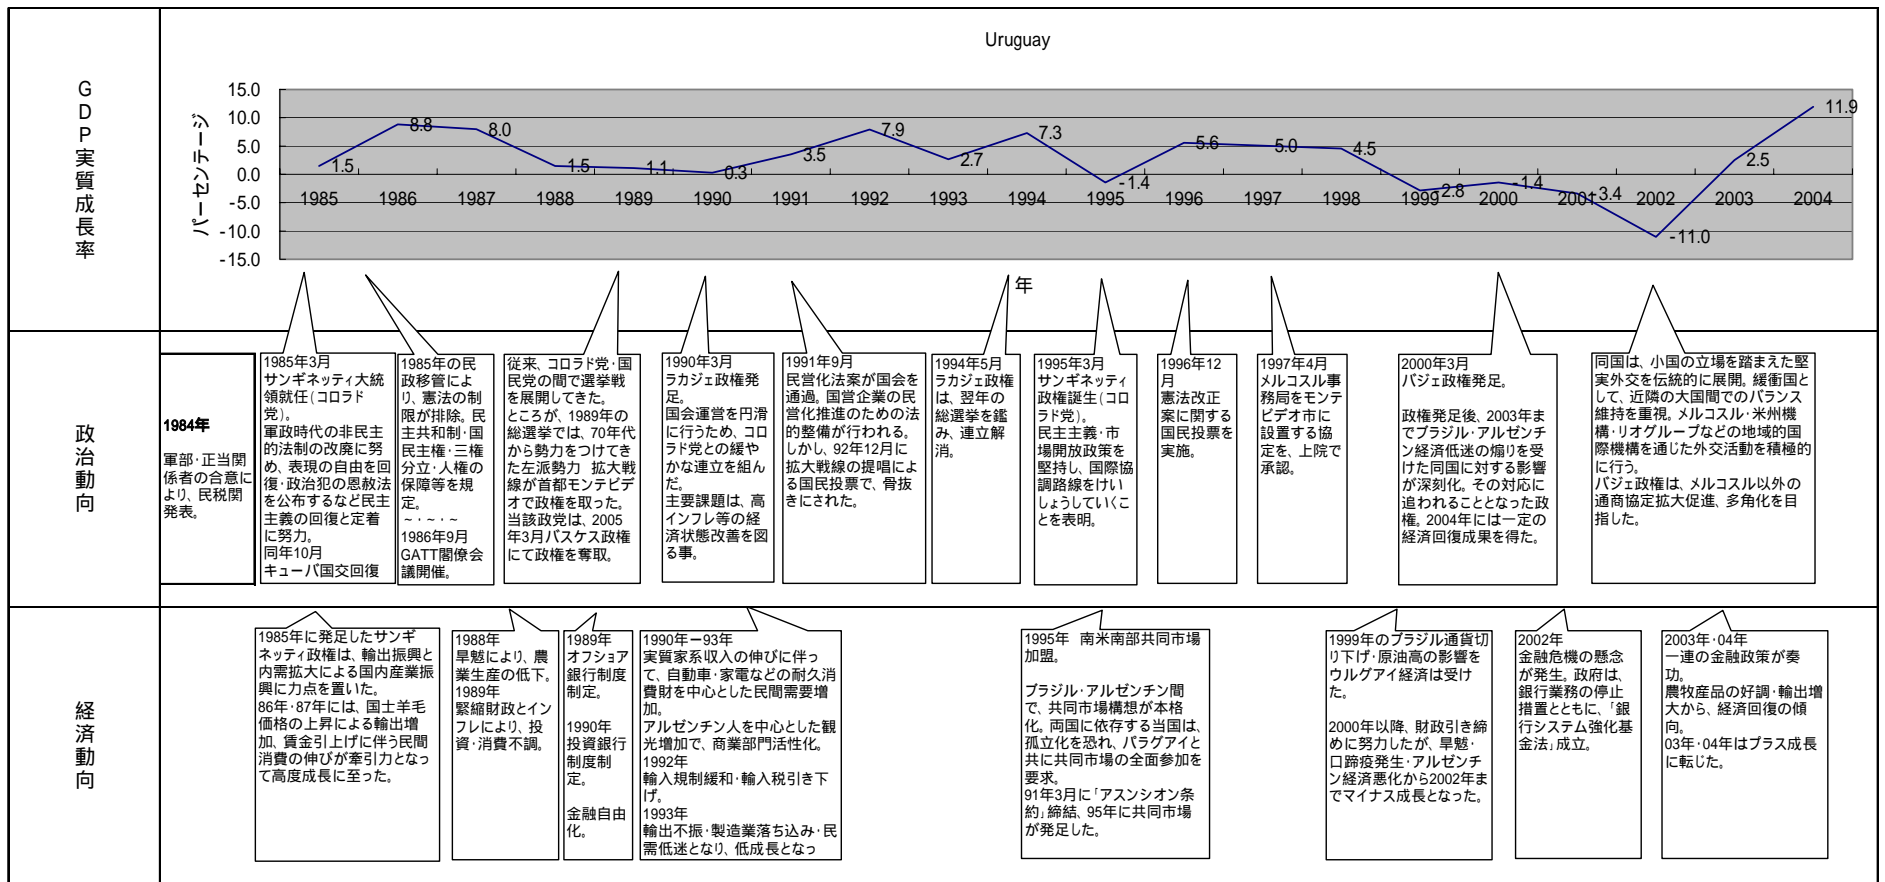 Uruguay
GDP実質成長率
パーセンテージ
15.0
10.0
5.0
0.0
-5.0
-10.0
-15.0
1.5
8.8
8.0
1.5
1.1
0.3
3.5
7.9
2.7
7.3
-1.4
5.6
5.0
4.5
-2.8
-1.4
-3.4
-11.0
2.5
11.9
1985
1986
1987
1988
1989
1990
1991
1992
1993
1994
1995
1996
1997
1998
1999
2000
2001
2002
2003
2004
年
政治動向
1984年
軍部・正当関
係者の合意に
より、民税関
発表。
1985年3月
サンギネッティ大統
領就任(コロラド
党)。
軍政時代の非民主
的法制の改廃に努
め、表現の自由を回
復・政治犯の恩赦法
を公布するなど民主
主義の回復と定着
に努力。
同年10月
キューバ国交回復
1985年の民
政移管によ
り、憲法の制
限が排除。民
主共和制・国
民主権・三権
分立・人権の
保障等を規
定。
~・~・~
1986年9月
GATT閣僚会
議開催。
従来、コロラド党・国
民党の間で選挙戦
を展開してきた。
ところが、1989年の
総選挙では、70年代
から勢力をつけてき
た左派勢力　拡大戦
線が首都モンテビデ
オで政権を取った。
当該政党は、2005
年3月バスケス政権
にて政権を奪取。
1990年3月
ラカジェ政権発
足。
国会運営を円滑
に行うため、コロ
ラド党との緩や
かな連立を組ん
だ。
主要課題は、高
インフレ等の経
済状態改善を図
る事。
1991年9月
民営化法案が国会を
通過。国営企業の民
営化推進のための法
的整備が行われる。
しかし、92年12月に
拡大戦線の提唱によ
る国民投票で、骨抜
きにされた。
1994年5月
ラカジェ政権
は、翌年の
総選挙を鑑
み、連立解
消。
1995年3月
サンギネッティ
政権誕生(コロ
ラド党)。
民主主義・市
場開放政策を
堅持し、国際協
調路線をけい
しょうしていくこ
とを表明。
1996年12
月
憲法改正
案に関する
国民投票を
実施。
1997年4月
メルコスル事
務局をモンテ
ビデオ市に
設置する協
定を、上院で
承認。
2000年3月
バジェ政権発足。
政権発足後、2003年ま
でブラジル・アルゼンチ
ン経済低迷の煽りを受
けた同国に対する影響
が深刻化。その対応に
追われることとなった政
権。2004年には一定の
経済回復成果を得た。
同国は、小国の立場を踏まえた堅
実外交を伝統的に展開。緩衝国と
して、近隣の大国間でのバランス
維持を重視。メルコスル・米州機
構・リオグループなどの地域的国
際機構を通じた外交活動を積極的
に行う。
バジェ政権は、メルコスル以外の
通商協定拡大促進、多角化を目
指した。
経済動向
1985年に発足したサンギ
ネッティ政権は、輸出振興と
内需拡大による国内産業振
興に力点を置いた。
86年・87年には、国士羊毛
価格の上昇による輸出増
加、賃金引上げに伴う民間
消費の伸びが牽引力となっ
て高度成長に至った。
1988年
旱魃により、農
業生産の低下。
1989年
緊縮財政とイン
フレにより、投
資・消費不調。
1989年
オフショア
銀行制度
制定。
1990年
投資銀行
制度制
定。
金融自由
化。
1990年ー93年
実質家系収入の伸びに伴っ
て、自動車・家電などの耐久消
費財を中心とした民間需要増
加。
アルゼンチン人を中心とした観
光増加で、商業部門活性化。
1992年
輸入規制緩和・輸入税引き下
げ。
1993年
輸出不振・製造業落ち込み・民
需低迷となり、低成長となっ
1995年　南米南部共同市場
加盟。
ブラジル・アルゼンチン間
で、共同市場構想が本格
化。両国に依存する当国は、
孤立化を恐れ、パラグアイと
共に共同市場の全面参加を
要求。
91年3月に「アスンシオン条
約」締結、95年に共同市場
が発足した。
1999年のブラジル通貨切
り下げ・原油高の影響を
ウルグアイ経済は受け
た。
2000年以降、財政引き締
めに努力したが、旱魃・
口蹄疫発生・アルゼンチ
ン経済悪化から2002年ま
でマイナス成長となった。
2002年
金融危機の懸念
が発生。政府は、
銀行業務の停止
措置とともに、「銀
行システム強化基
金法」成立。
2003年・04年
一連の金融政策が奏
功。
農牧産品の好調・輸出増
大から、経済回復の傾
向。
03年・04年はプラス成長
に転じた。